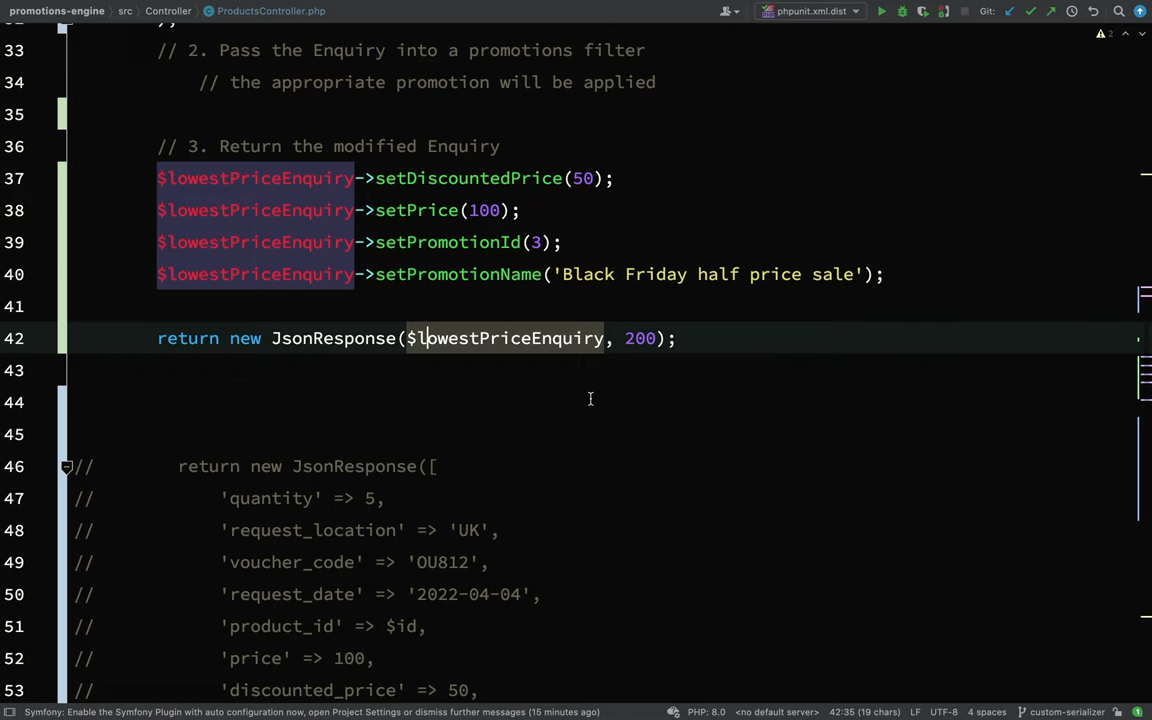 promotions-engine src Controller ProductsController.php phpunit.xml.dist Git:
2
33 // 2. Pass the Enquiry into a promotions filter
34 // the appropriate promotion will be applied
35
36 // 3. Return the modified Enquiry
37 $lowestPriceEnquiry->setDiscountedPrice(50);
38 $lowestPriceEnquiry->setPrice(100);
39 $lowestPriceEnquiry->setPromotionId(3);
40 $lowestPriceEnquiry->setPromotionName('Black Friday half price sale');
41
42 return new JsonResponse($lowestPriceEnquiry, 200);
43
44
45
46 // return new JsonResponse([
47 // 'quantity' => 5,
48 // 'request_location' => 'UK',
49 // 'voucher_code' => 'OU812',
50 // 'request_date' => '2022-04-04',
51 // 'product_id' => $id,
52 // 'price' => 100,
53 // 'discounted_price' => 50,
Symfony: Enable the Symfony Plugin with auto configuration now, open Project Settings or dismiss further messages (15 minutes ago) PHP: 8.0 <no default server> 42:35 (19 chars) LF UTF-8 4 spaces custom-serializer 1